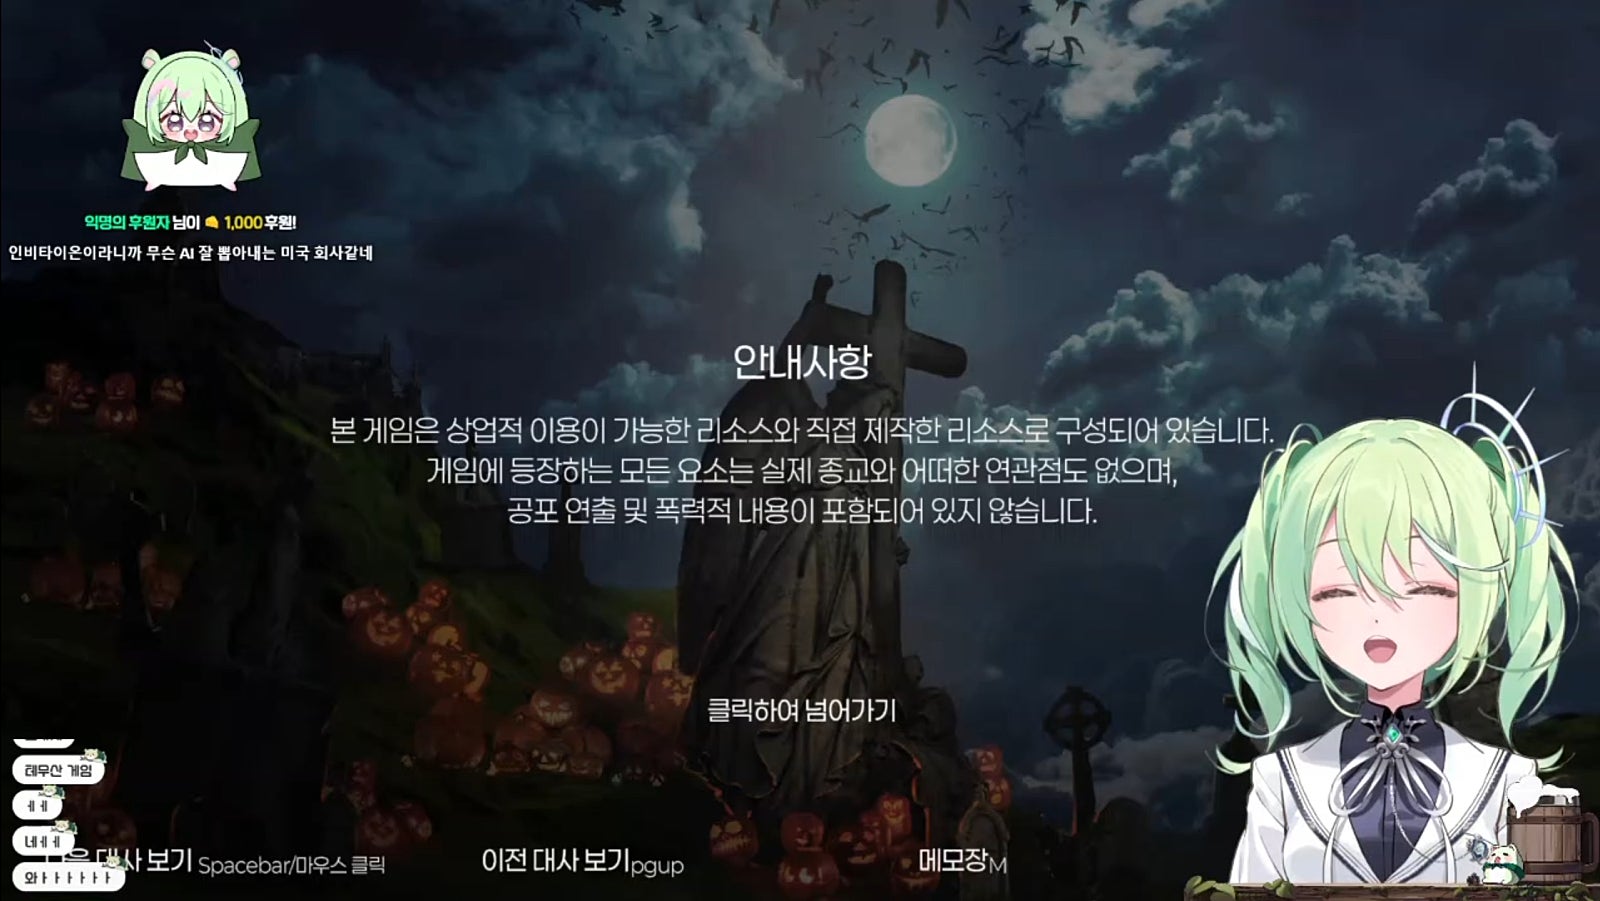 익명의 후원자 님이 1,000 후원!
인비타이온이라니까 무슨 AI 잘 뽑아내는 미국 회사같네
안내사항
본 게임은 상업적 이용이 가능한 리소스와 직접 제작한 리소스로 구성되어 있습니다.
게임에 등장하는 모든 요소는 실제 종교와 어떠한 연관점도 없으며,
공포 연출 및 폭력적 내용이 포함되어 있지 않습니다.
클릭하여 넘어가기
테무산 게임
ㅔㅔ
네ㅔㅔ
와ㅏㅏㅏㅏㅏㅏ
보기 Spacebar/마우스 클릭
이전 대사 보기pgup
메모장M